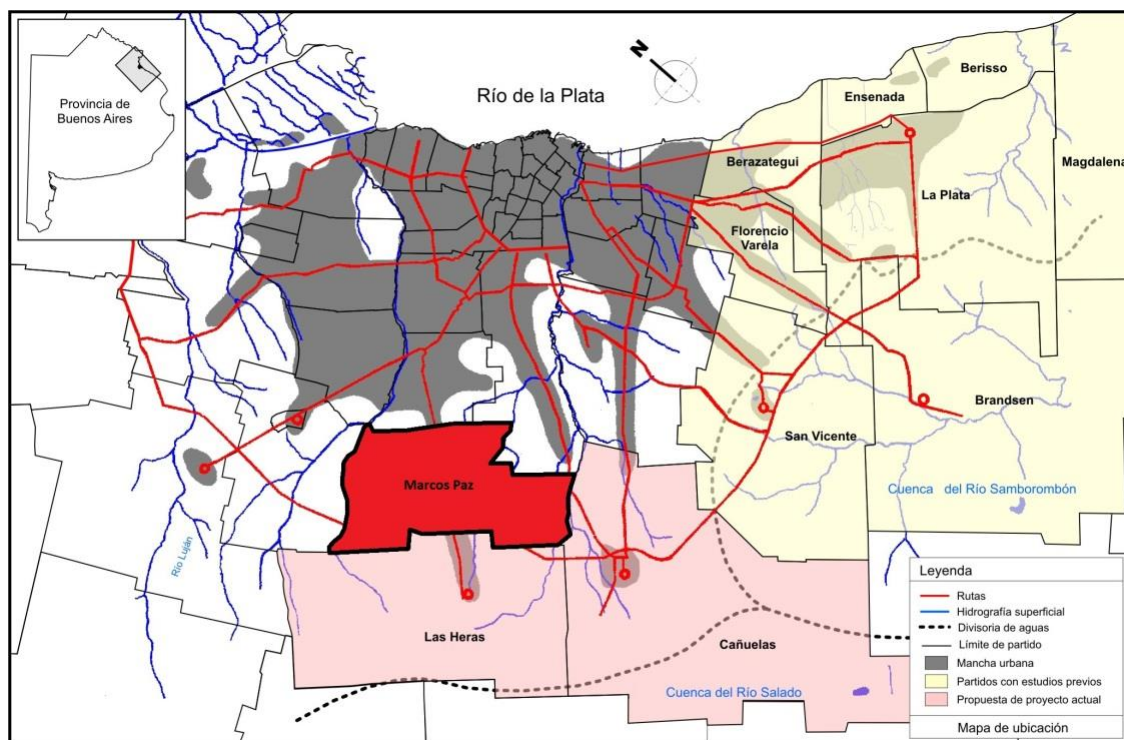 Provincia de
Buenos Aires
N
Río de la Plata
Berisso
Ensenada
Berazategui
Magdalena
La Plata
Florencio
Varela
Brandsen
San Vicente
Marcos Paz
Cuenca del Río Samborombón
Río Luján
Las Heras
Cañuelas
Cuenca del Río Salado
Leyenda
Rutas
Hidrografía superficial
Divisoria de aguas
Límite de partido
Mancha urbana
Partidos con estudios previos
Propuesta de proyecto actual
Mapa de ubicación